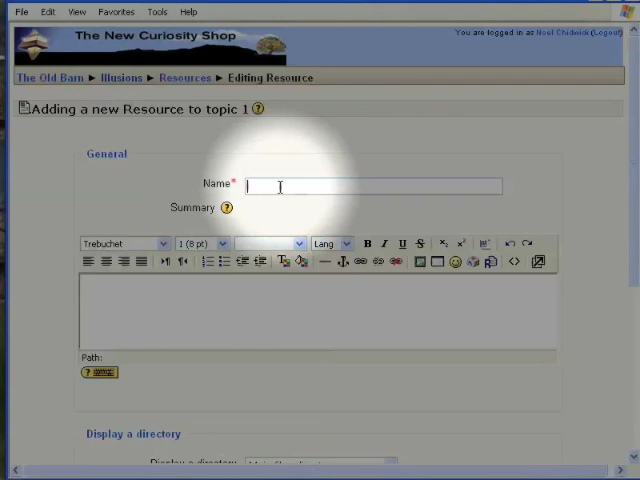 File Edit View Favorites Tools Help
The New Curiosity Shop
You are logged in as Noel Chidwick (Logout)
The Old Barn ► Illusions ► Resources ► Editing Resource
Adding a new Resource to topic 1 ?
General
Name*
Summary ?
Trebuchet 1 (8 pt) Lang B I U S
Path:
Display a directory
Display a directory